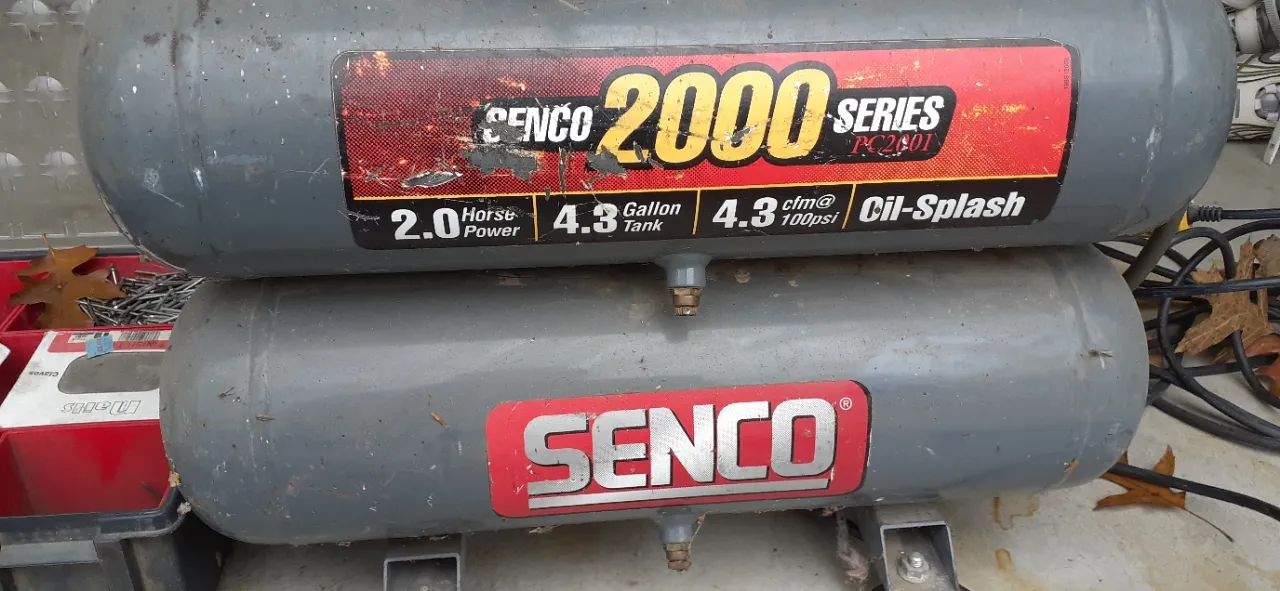 SENCO 2000 SERIES
PC2001
2.0 Horse Power
4.3 Gallon Tank
4.3 cfm@ 100psi
Oil-Splash
SENCO®
Clavos
Nails